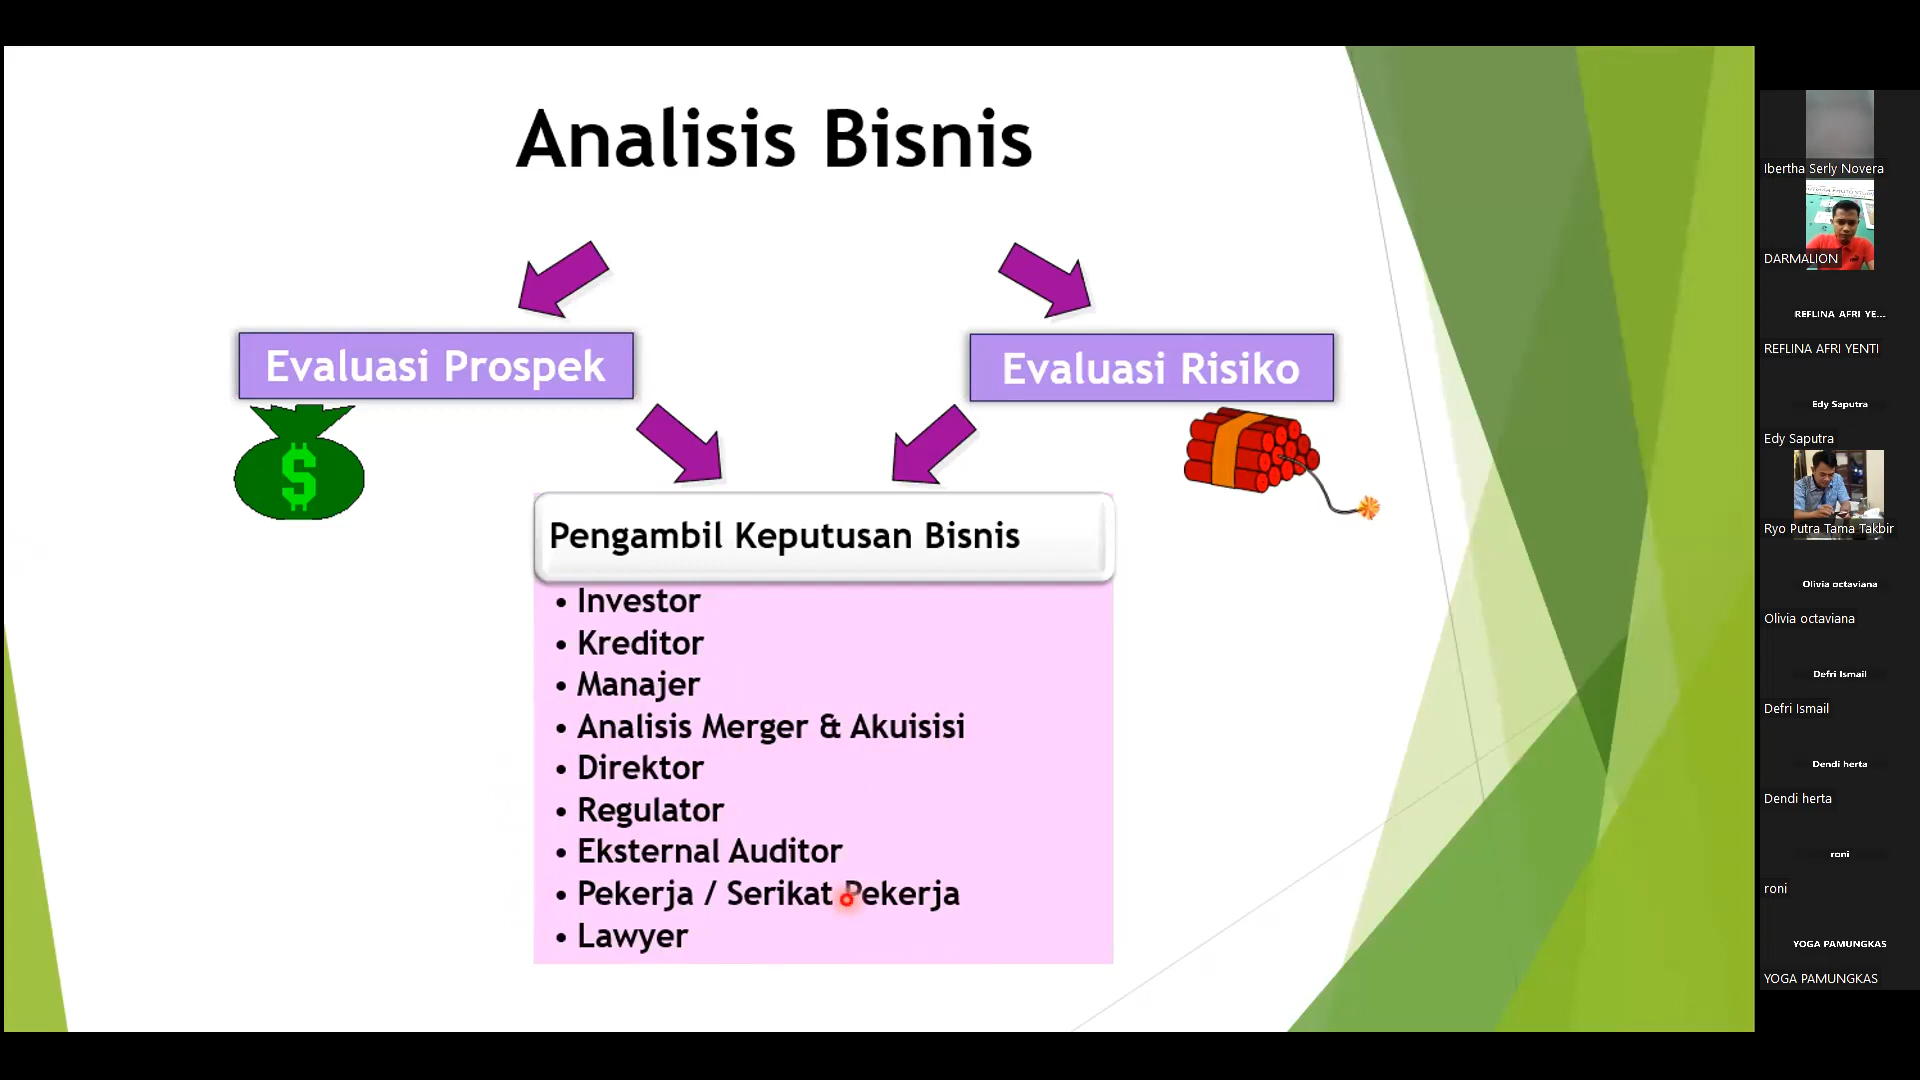 Analisis Bisnis
Evaluasi Prospek
Evaluasi Risiko
$
Pengambil Keputusan Bisnis
• Investor
• Kreditor
• Manajer
• Analisis Merger & Akuisisi
• Direktor
• Regulator
• Eksternal Auditor
• Pekerja / Serikat Pekerja
• Lawyer
Ibertha Serly Novera
DARMALION
REFLINA AFRI YE...
REFLINA AFRI YENTI
Edy Saputra
Edy Saputra
Ryo Putra Tama Takbir
Olivia octaviana
Olivia octaviana
Defri Ismail
Defri Ismail
Dendi herta
Dendi herta
roni
roni
YOGA PAMUNGKAS
YOGA PAMUNGKAS